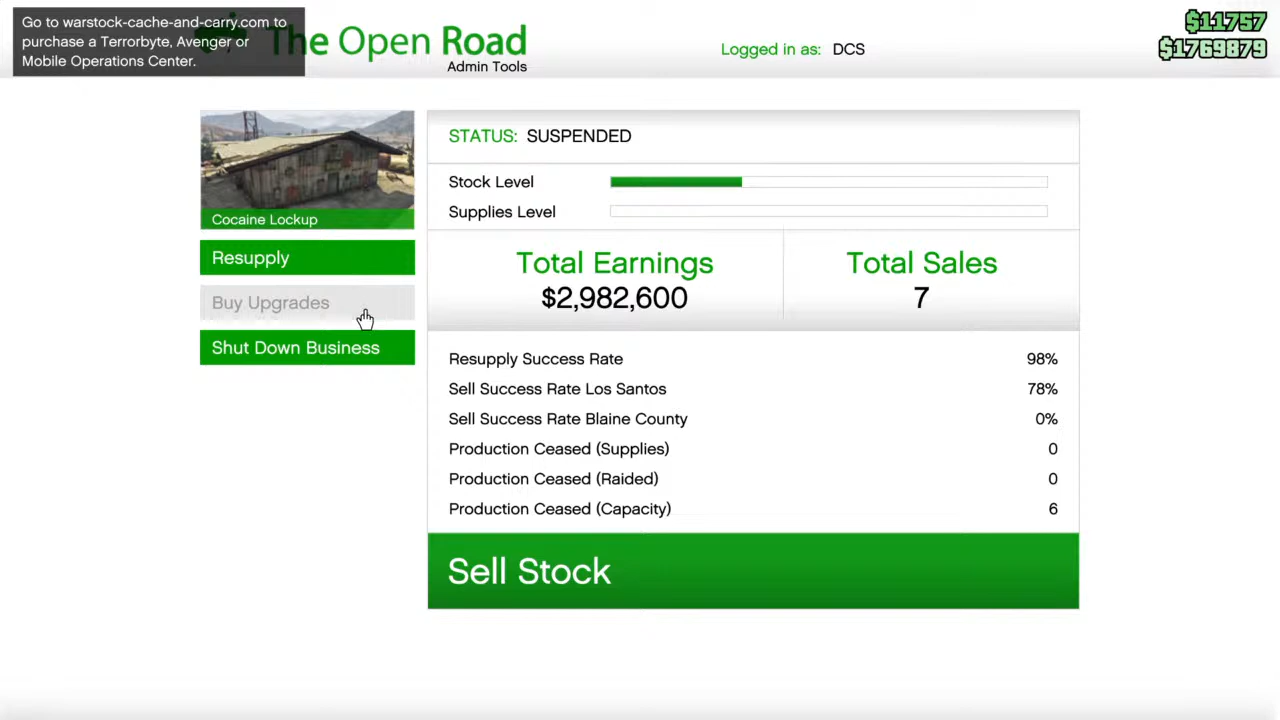 Go to warstock-cache-and-carry.com to
purchase a Terrorbyte, Avenger or
Mobile Operations Center.
The Open Road
Admin Tools
Logged in as: DCS
$11757
$1769879
Cocaine Lockup
Resupply
Buy Upgrades
Shut Down Business
STATUS: SUSPENDED
Stock Level
Supplies Level
Total Earnings
$2,982,600
Total Sales
7
Resupply Success Rate 98%
Sell Success Rate Los Santos 78%
Sell Success Rate Blaine County 0%
Production Ceased (Supplies) 0
Production Ceased (Raided) 0
Production Ceased (Capacity) 6
Sell Stock